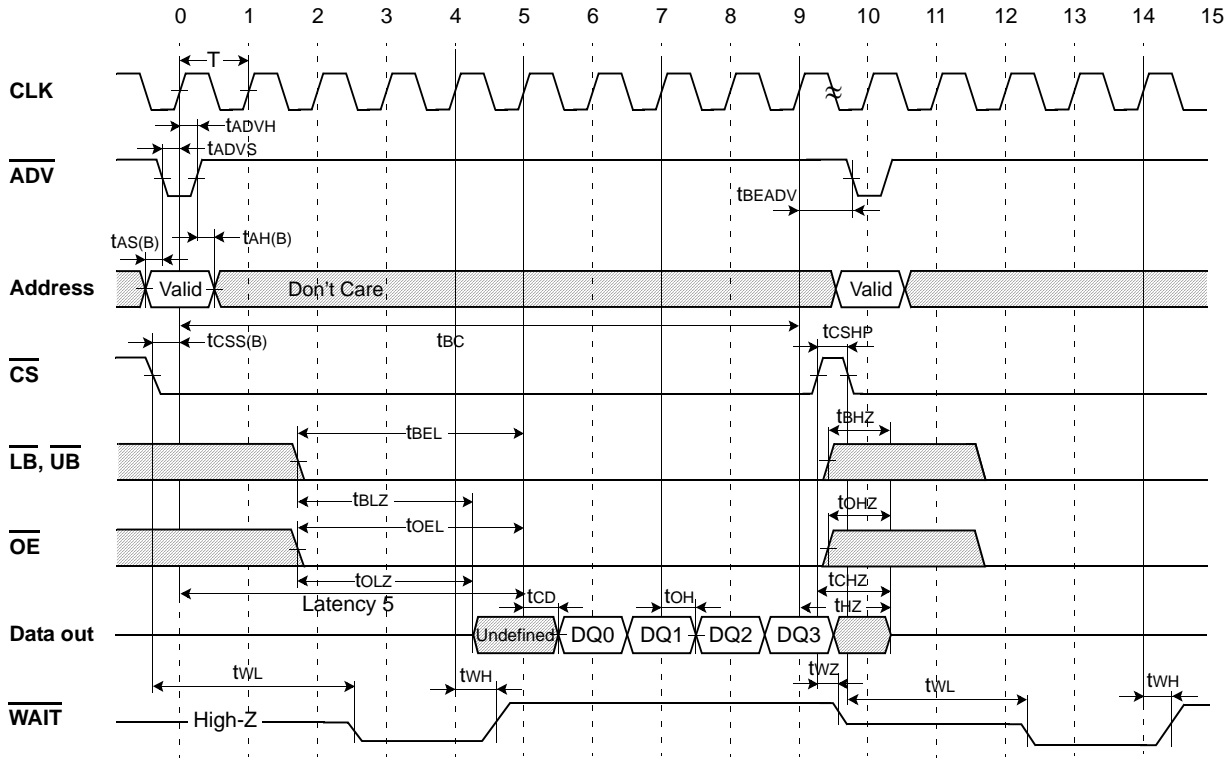 0 1 2 3 4 5 6 7 8 9 10 11 12 13 14 15
T
CLK
tADVH
tADVS
ADV
tBEADV
tAS(B)
tAH(B)
Address
Valid
Don't Care
Valid
tCSS(B)
tBC
tCSHP
CS
tBEL
tBHZ
LB, UB
tBLZ
tOEL
tOHZ
OE
tOLZ
tCHZ
Latency 5
tCD
tOH
tHZ
Data out
Undefined
DQ0
DQ1
DQ2
DQ3
tWL
tWH
tWZ
tWL
tWH
WAIT
High-Z